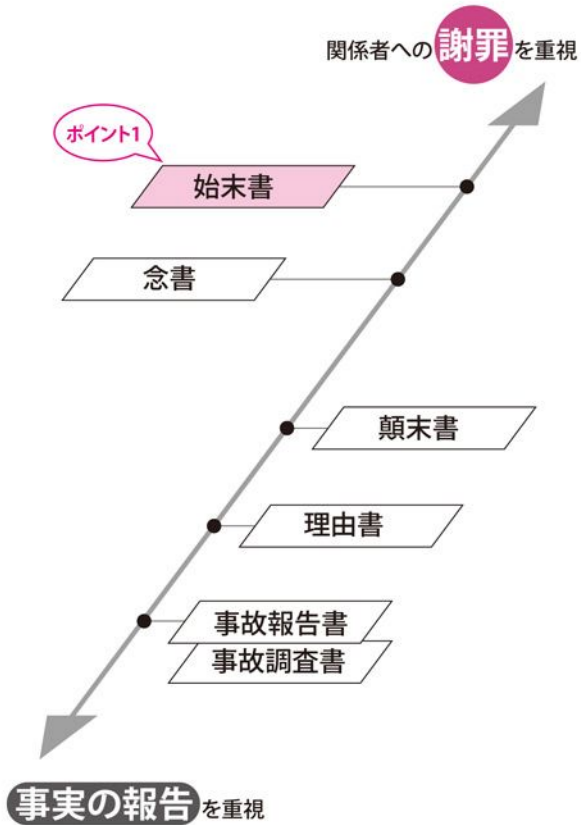 関係者への謝罪を重視
ポイント1
始末書
念書
顛末書
理由書
事故報告書
事故調査書
事実の報告を重視